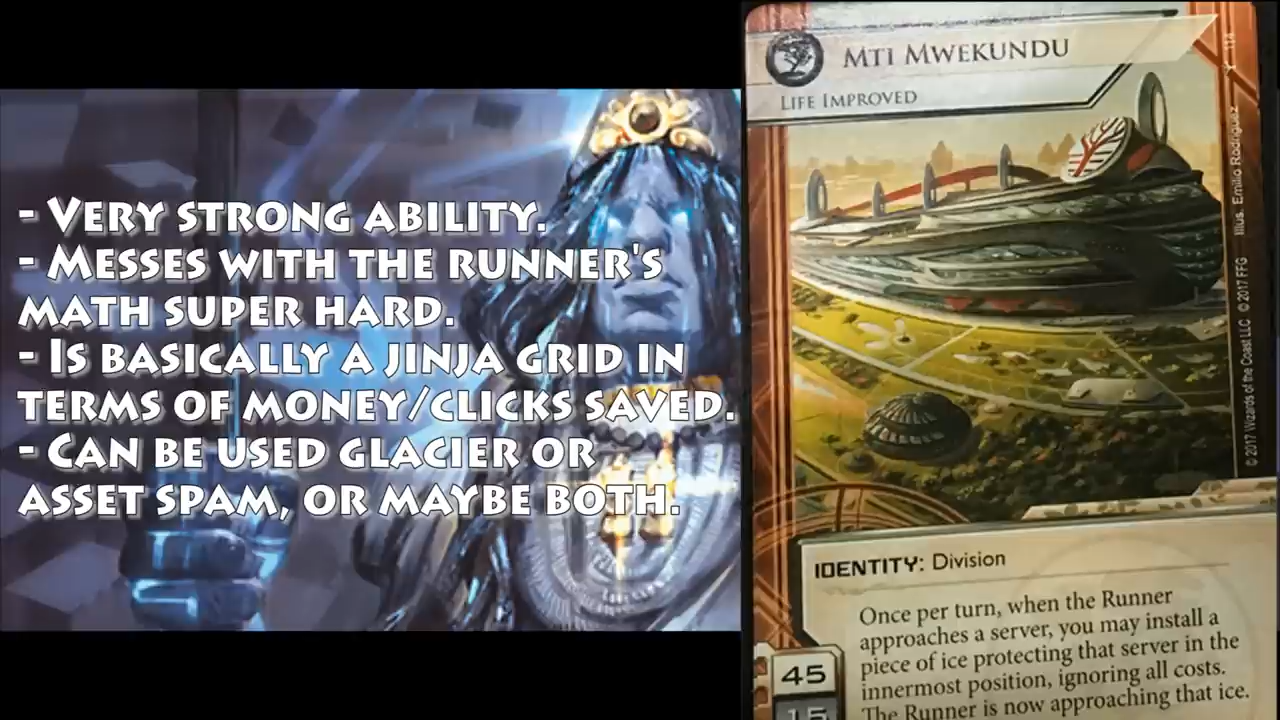 - Very strong ability.
- Messes with the runner's
math super hard.
- Is basically a Jinja Grid in
terms of money/clicks saved.
- Can be used glacier or
asset spam, or maybe both.
Mti Mwekundu
Life Improved
114
Illus. Emilio Rodriguez
© 2017 Wizards of the Coast LLC © 2017 FFG
IDENTITY: Division
Once per turn, when the Runner
approaches a server, you may install a
piece of ice protecting that server in the
innermost position, ignoring all costs.
The Runner is now approaching that ice.
45
15